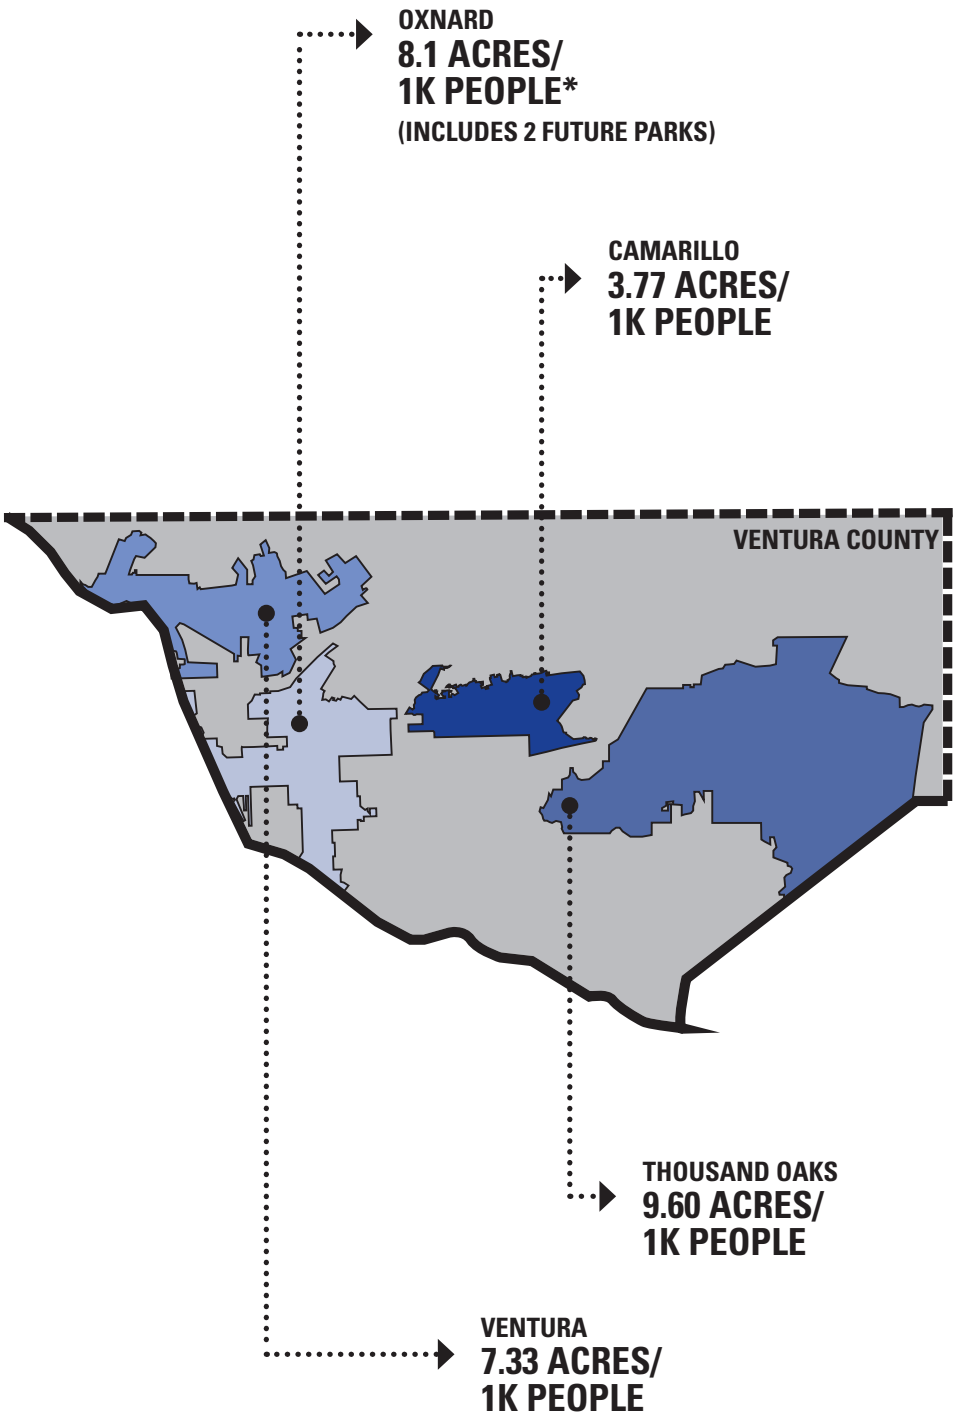 OXNARD
8.1 ACRES/
1K PEOPLE*
(INCLUDES 2 FUTURE PARKS)
CAMARILLO
3.77 ACRES/
1K PEOPLE
VENTURA COUNTY
THOUSAND OAKS
9.60 ACRES/
1K PEOPLE
VENTURA
7.33 ACRES/
1K PEOPLE